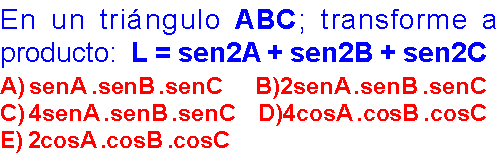 En un triángulo ABC; transforme a
producto: L = sen2A + sen2B + sen2C
A) senA .senB .senC B)2senA .senB .senC
C) 4senA .senB .senC D)4cosA .cosB .cosC
E) 2cosA .cosB .cosC